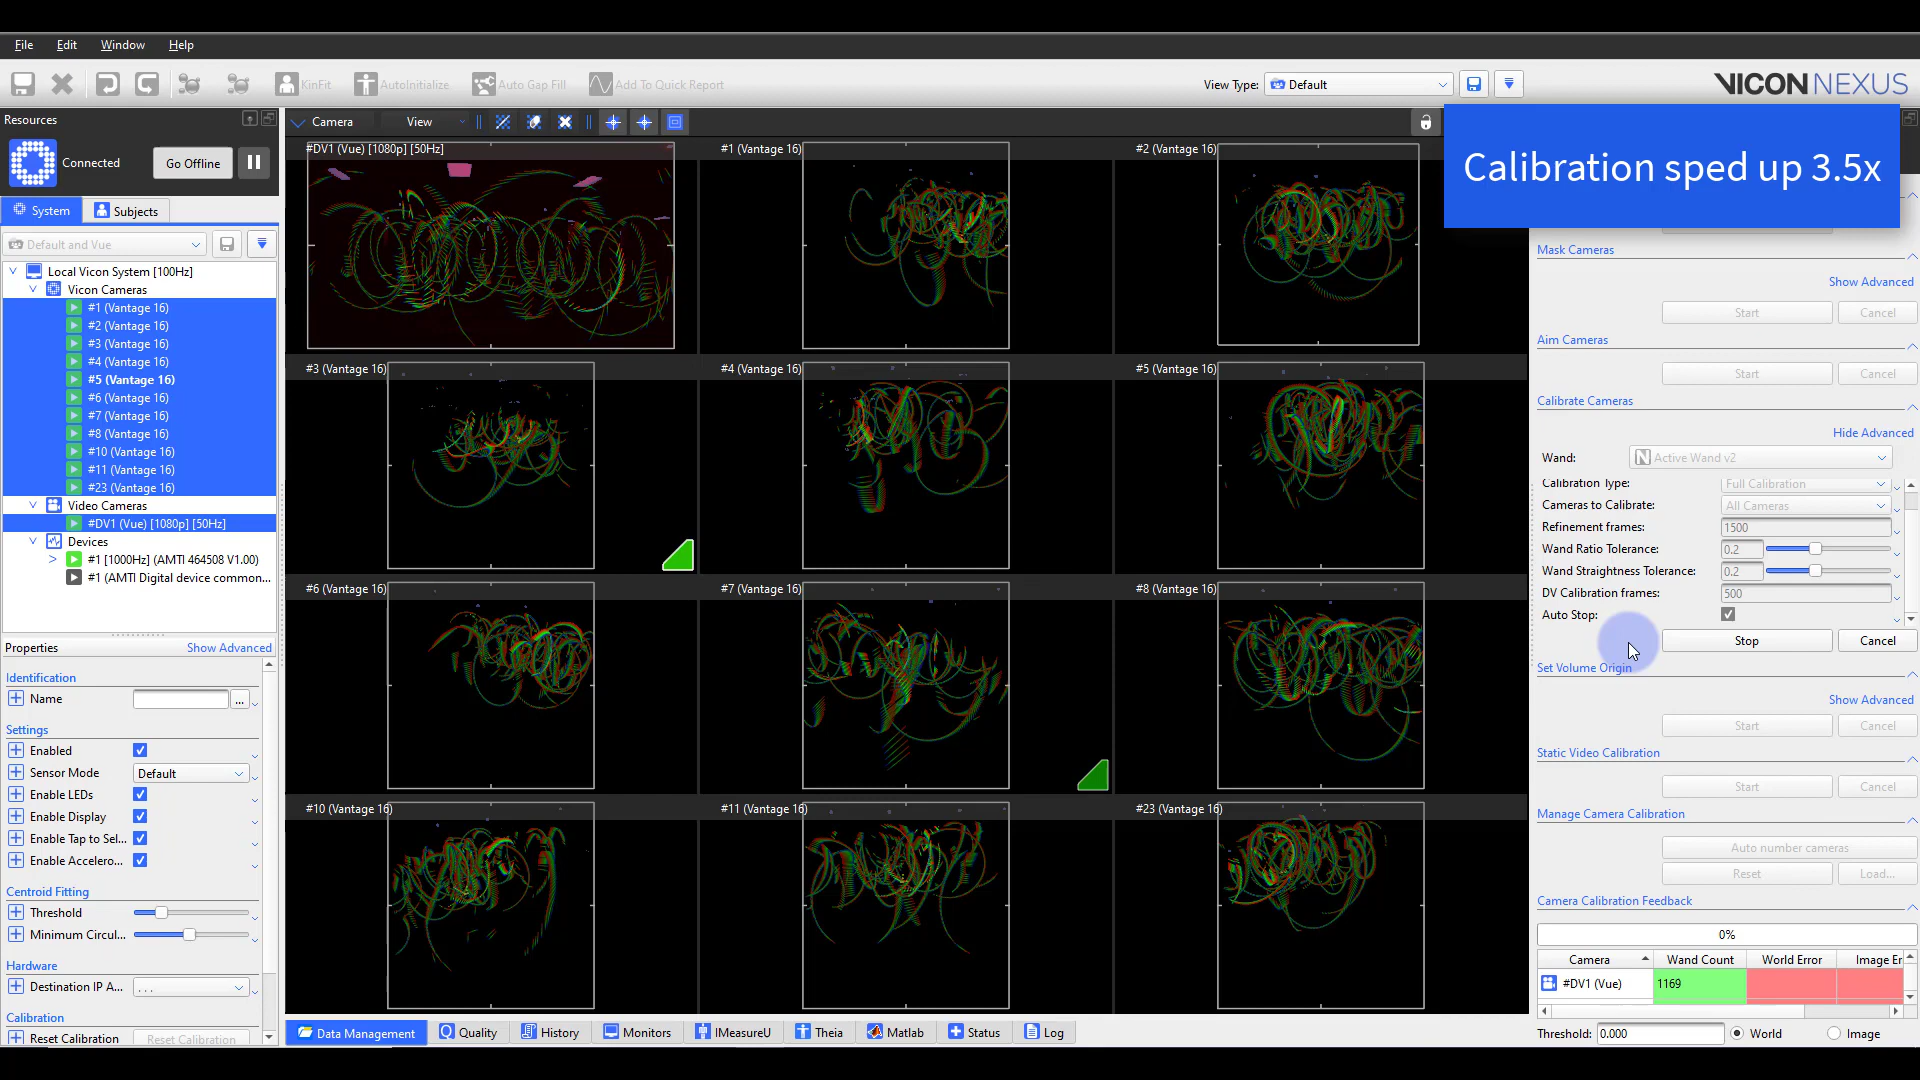 File Edit Window Help
KinFit AutoInitialize Auto Gap Fill Add To Quick Report View Type: Default VICON NEXUS
Resources Camera View
Calibration sped up 3.5x
Connected Go Offline
System Subjects
Default and Vue
Local Vicon System [100Hz]
Vicon Cameras
#1 (Vantage 16)
#2 (Vantage 16)
#3 (Vantage 16)
#4 (Vantage 16)
#5 (Vantage 16)
#6 (Vantage 16)
#7 (Vantage 16)
#8 (Vantage 16)
#10 (Vantage 16)
#11 (Vantage 16)
#23 (Vantage 16)
Video Cameras
#DV1 (Vue) [1080p] [50Hz]
Devices
#1 [1000Hz] (AMTI 464508 V1.00)
#1 (AMTI Digital device common...
Properties Show Advanced
Identification
Name ...
Settings
Enabled
Sensor Mode Default
Enable LEDs
Enable Display
Enable Tap to Sel...
Enable Accelero...
Centroid Fitting
Threshold
Minimum Circul...
Hardware
Destination IP A... . . .
Calibration
Reset Calibration Reset Calibration
#DV1 (Vue) [1080p] [50Hz] #1 (Vantage 16) #2 (Vantage 16)
#3 (Vantage 16) #4 (Vantage 16) #5 (Vantage 16)
#6 (Vantage 16) #7 (Vantage 16) #8 (Vantage 16)
#10 (Vantage 16) #11 (Vantage 16) #23 (Vantage 16)
Data Management Quality History Monitors IMeasureU Theia Matlab Status Log
Mask Cameras
Show Advanced
Start Cancel
Aim Cameras
Start Cancel
Calibrate Cameras
Hide Advanced
Wand: Active Wand v2
Calibration Type: Full Calibration
Cameras to Calibrate: All Cameras
Refinement frames: 1500
Wand Ratio Tolerance: 0.2
Wand Straightness Tolerance: 0.2
DV Calibration frames: 500
Auto Stop:
Stop Cancel
Set Volume Origin
Show Advanced
Start Cancel
Static Video Calibration
Start Cancel
Manage Camera Calibration
Auto number cameras
Reset Load...
Camera Calibration Feedback
0%
Camera Wand Count World Error Image Er
#DV1 (Vue) 1169
Threshold: 0.000 World Image